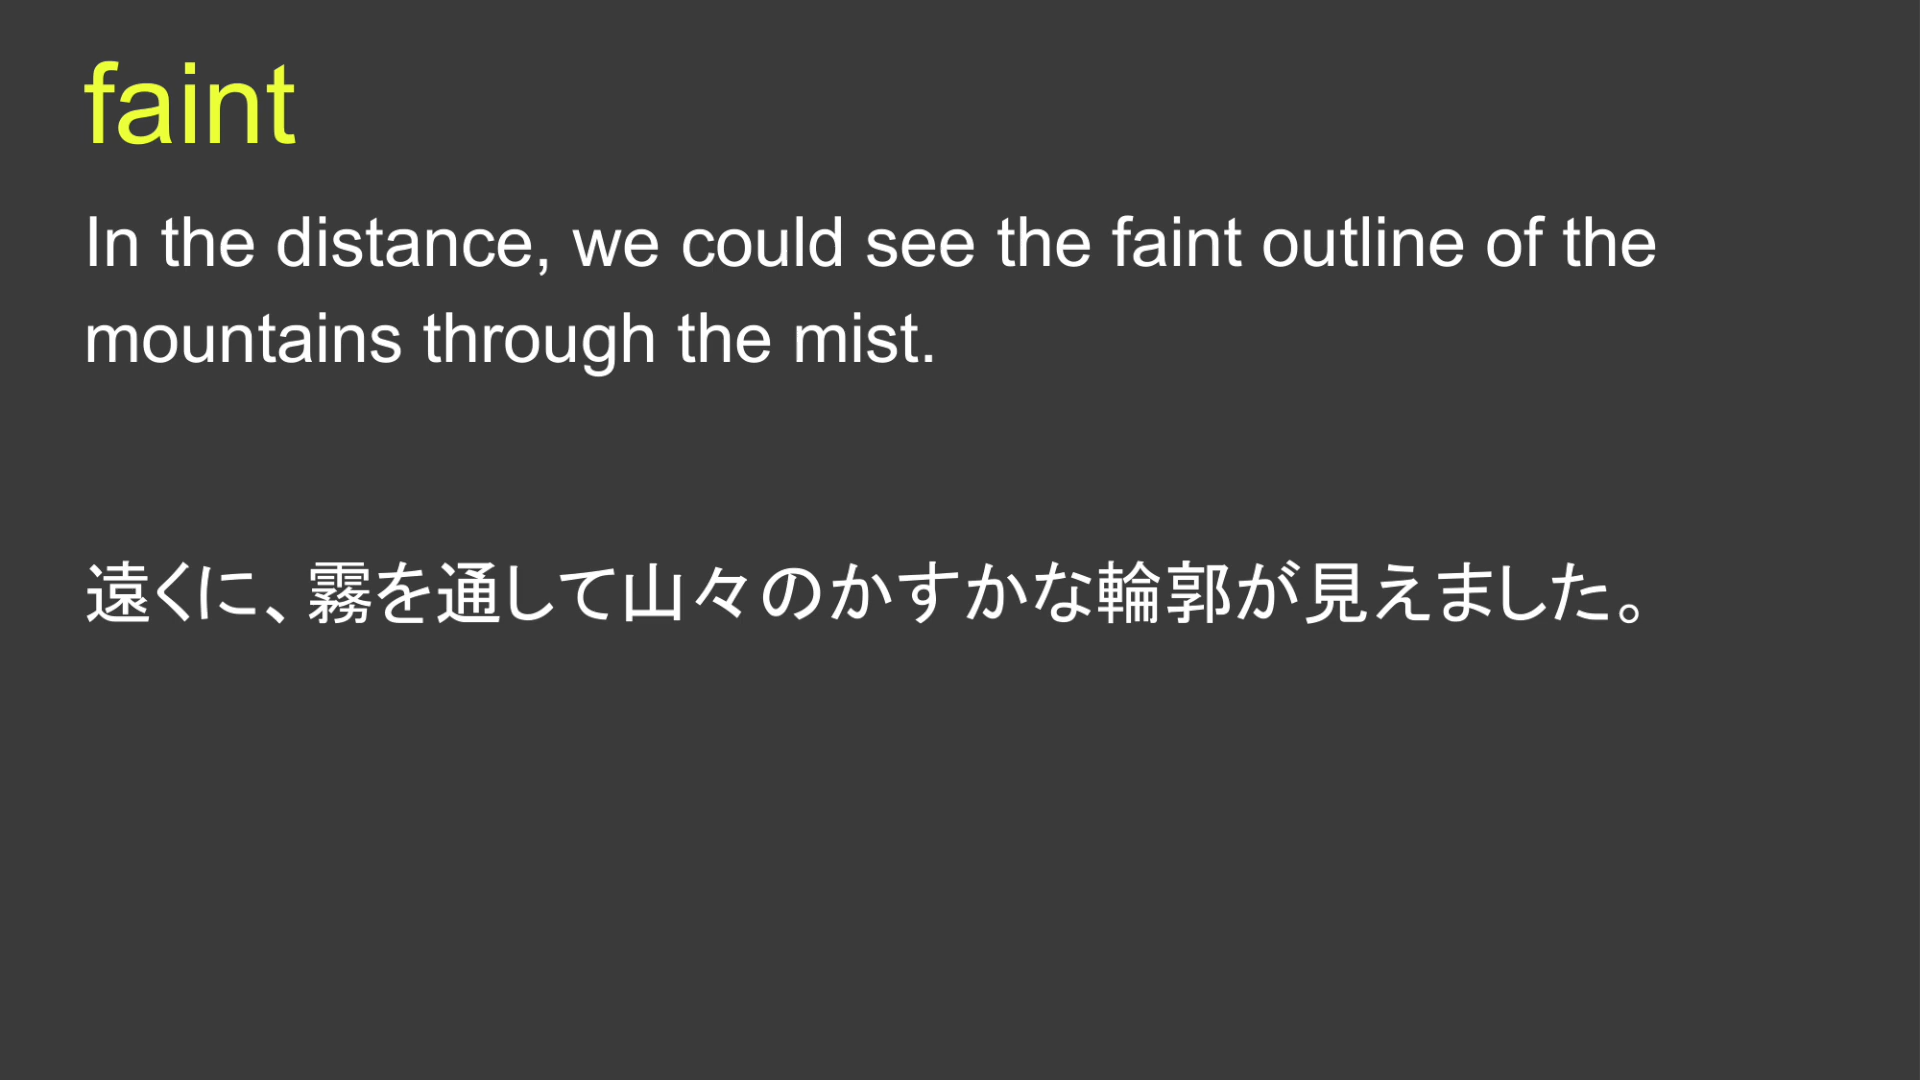 faint
In the distance, we could see the faint outline of the
mountains through the mist.
遠くに、霧を通して山々のかすかな輪郭が見えました。